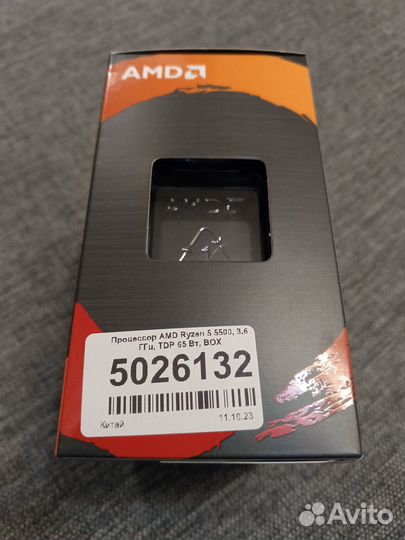 AMD
Процессор AMD Ryzen 5 5500, 3.6
ГГц, TDP 65 Вт, BOX
5026132
Китай 11.10.23
Avito